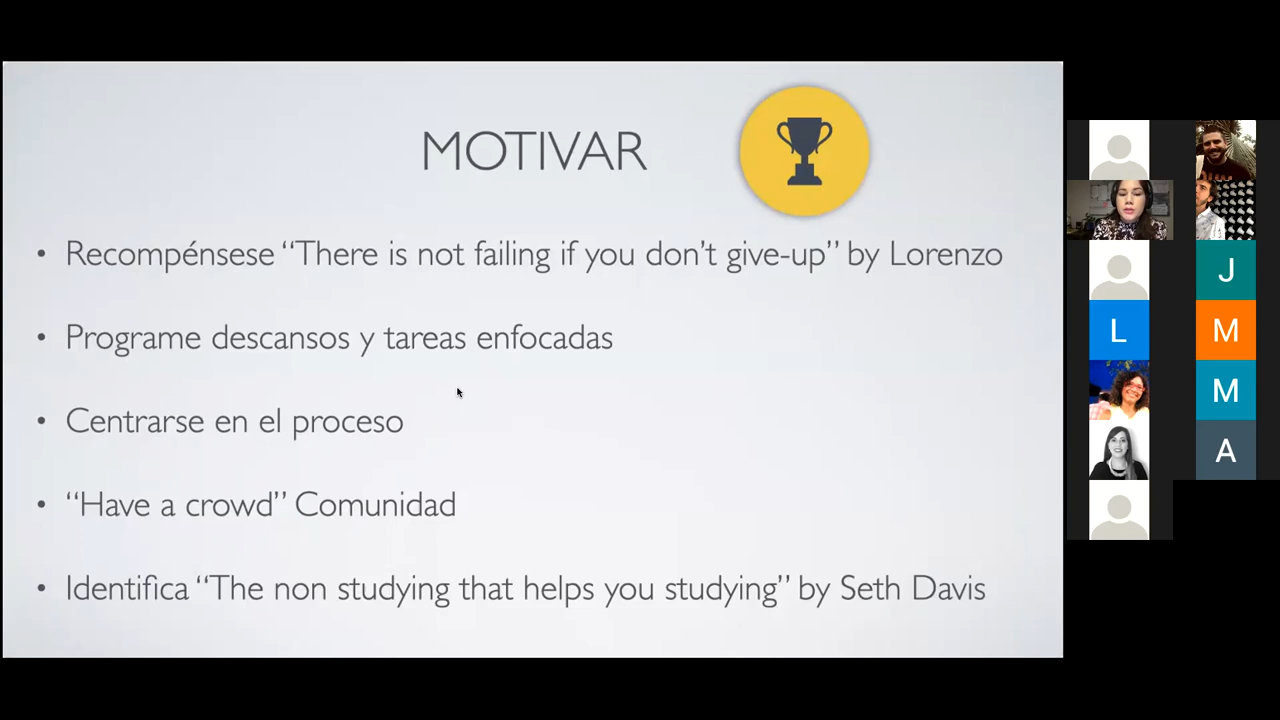 MOTIVAR
• Recompénsese “There is not failing if you don’t give-up” by Lorenzo
• Programe descansos y tareas enfocadas
• Centrarse en el proceso
• “Have a crowd” Comunidad
• Identifica “The non studying that helps you studying” by Seth Davis
J
L
M
M
A